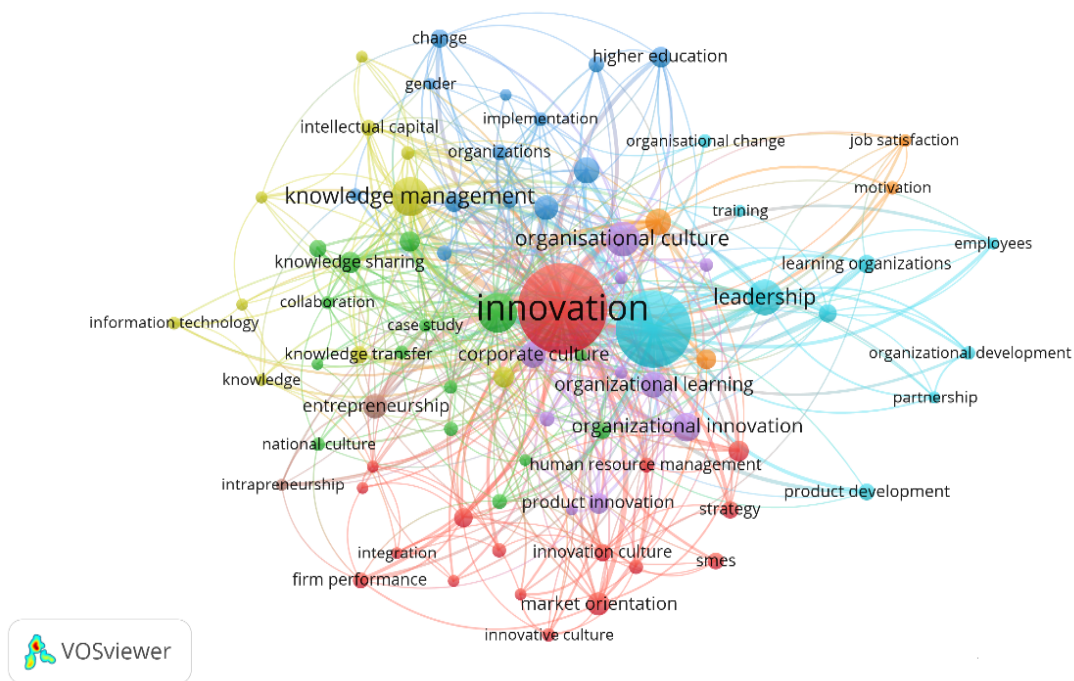 change
higher education
gender
implementation
intellectual capital
organisational change
job satisfaction
organizations
knowledge management
motivation
training
organisational culture
employees
knowledge sharing
learning organizations
leadership
collaboration
innovation
information technology
case study
knowledge transfer
corporate culture
organizational development
knowledge
organizational learning
partnership
entrepreneurship
organizational innovation
national culture
human resource management
intrapreneurship
product development
product innovation
strategy
integration
innovation culture
smes
firm performance
market orientation
innovative culture
VOSviewer